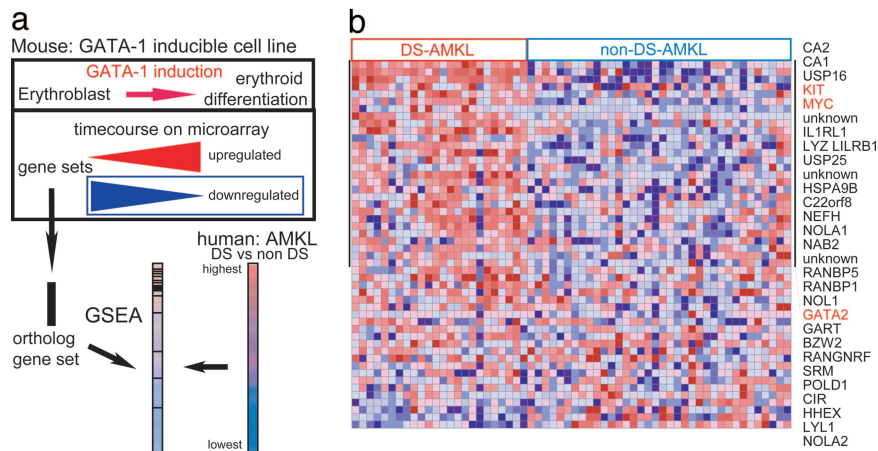 a
Mouse: GATA-1 inducible cell line
GATA-1 induction
Erythroblast
erythroid
differentiation
timecourse on microarray
gene sets
upregulated
downregulated
human: AMKL
DS vs non DS
highest
GSEA
ortholog
gene set
lowest
b
DS-AMKL
non-DS-AMKL
CA2
CA1
USP16
KIT
MYC
unknown
IL1RL1
LYZ LILRB1
USP25
unknown
HSPA9B
C22orf8
NEFH
NOLA1
NAB2
unknown
RANBP5
RANBP1
NOL1
GATA2
GART
BZW2
RANGNRF
SRM
POLD1
CIR
HHEX
LYL1
NOLA2